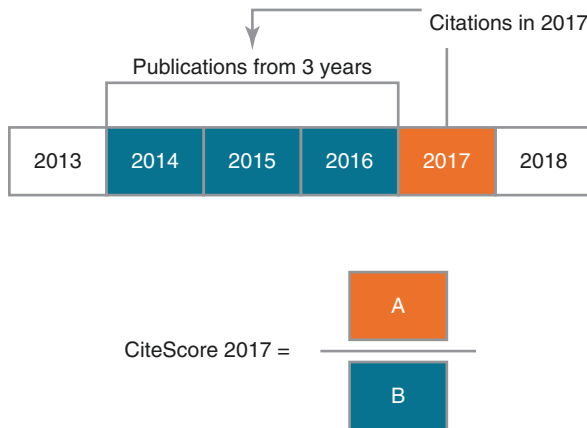 Citations in 2017
Publications from 3 years
2013 2014 2015 2016 2017 2018
A
CiteScore 2017 =
B